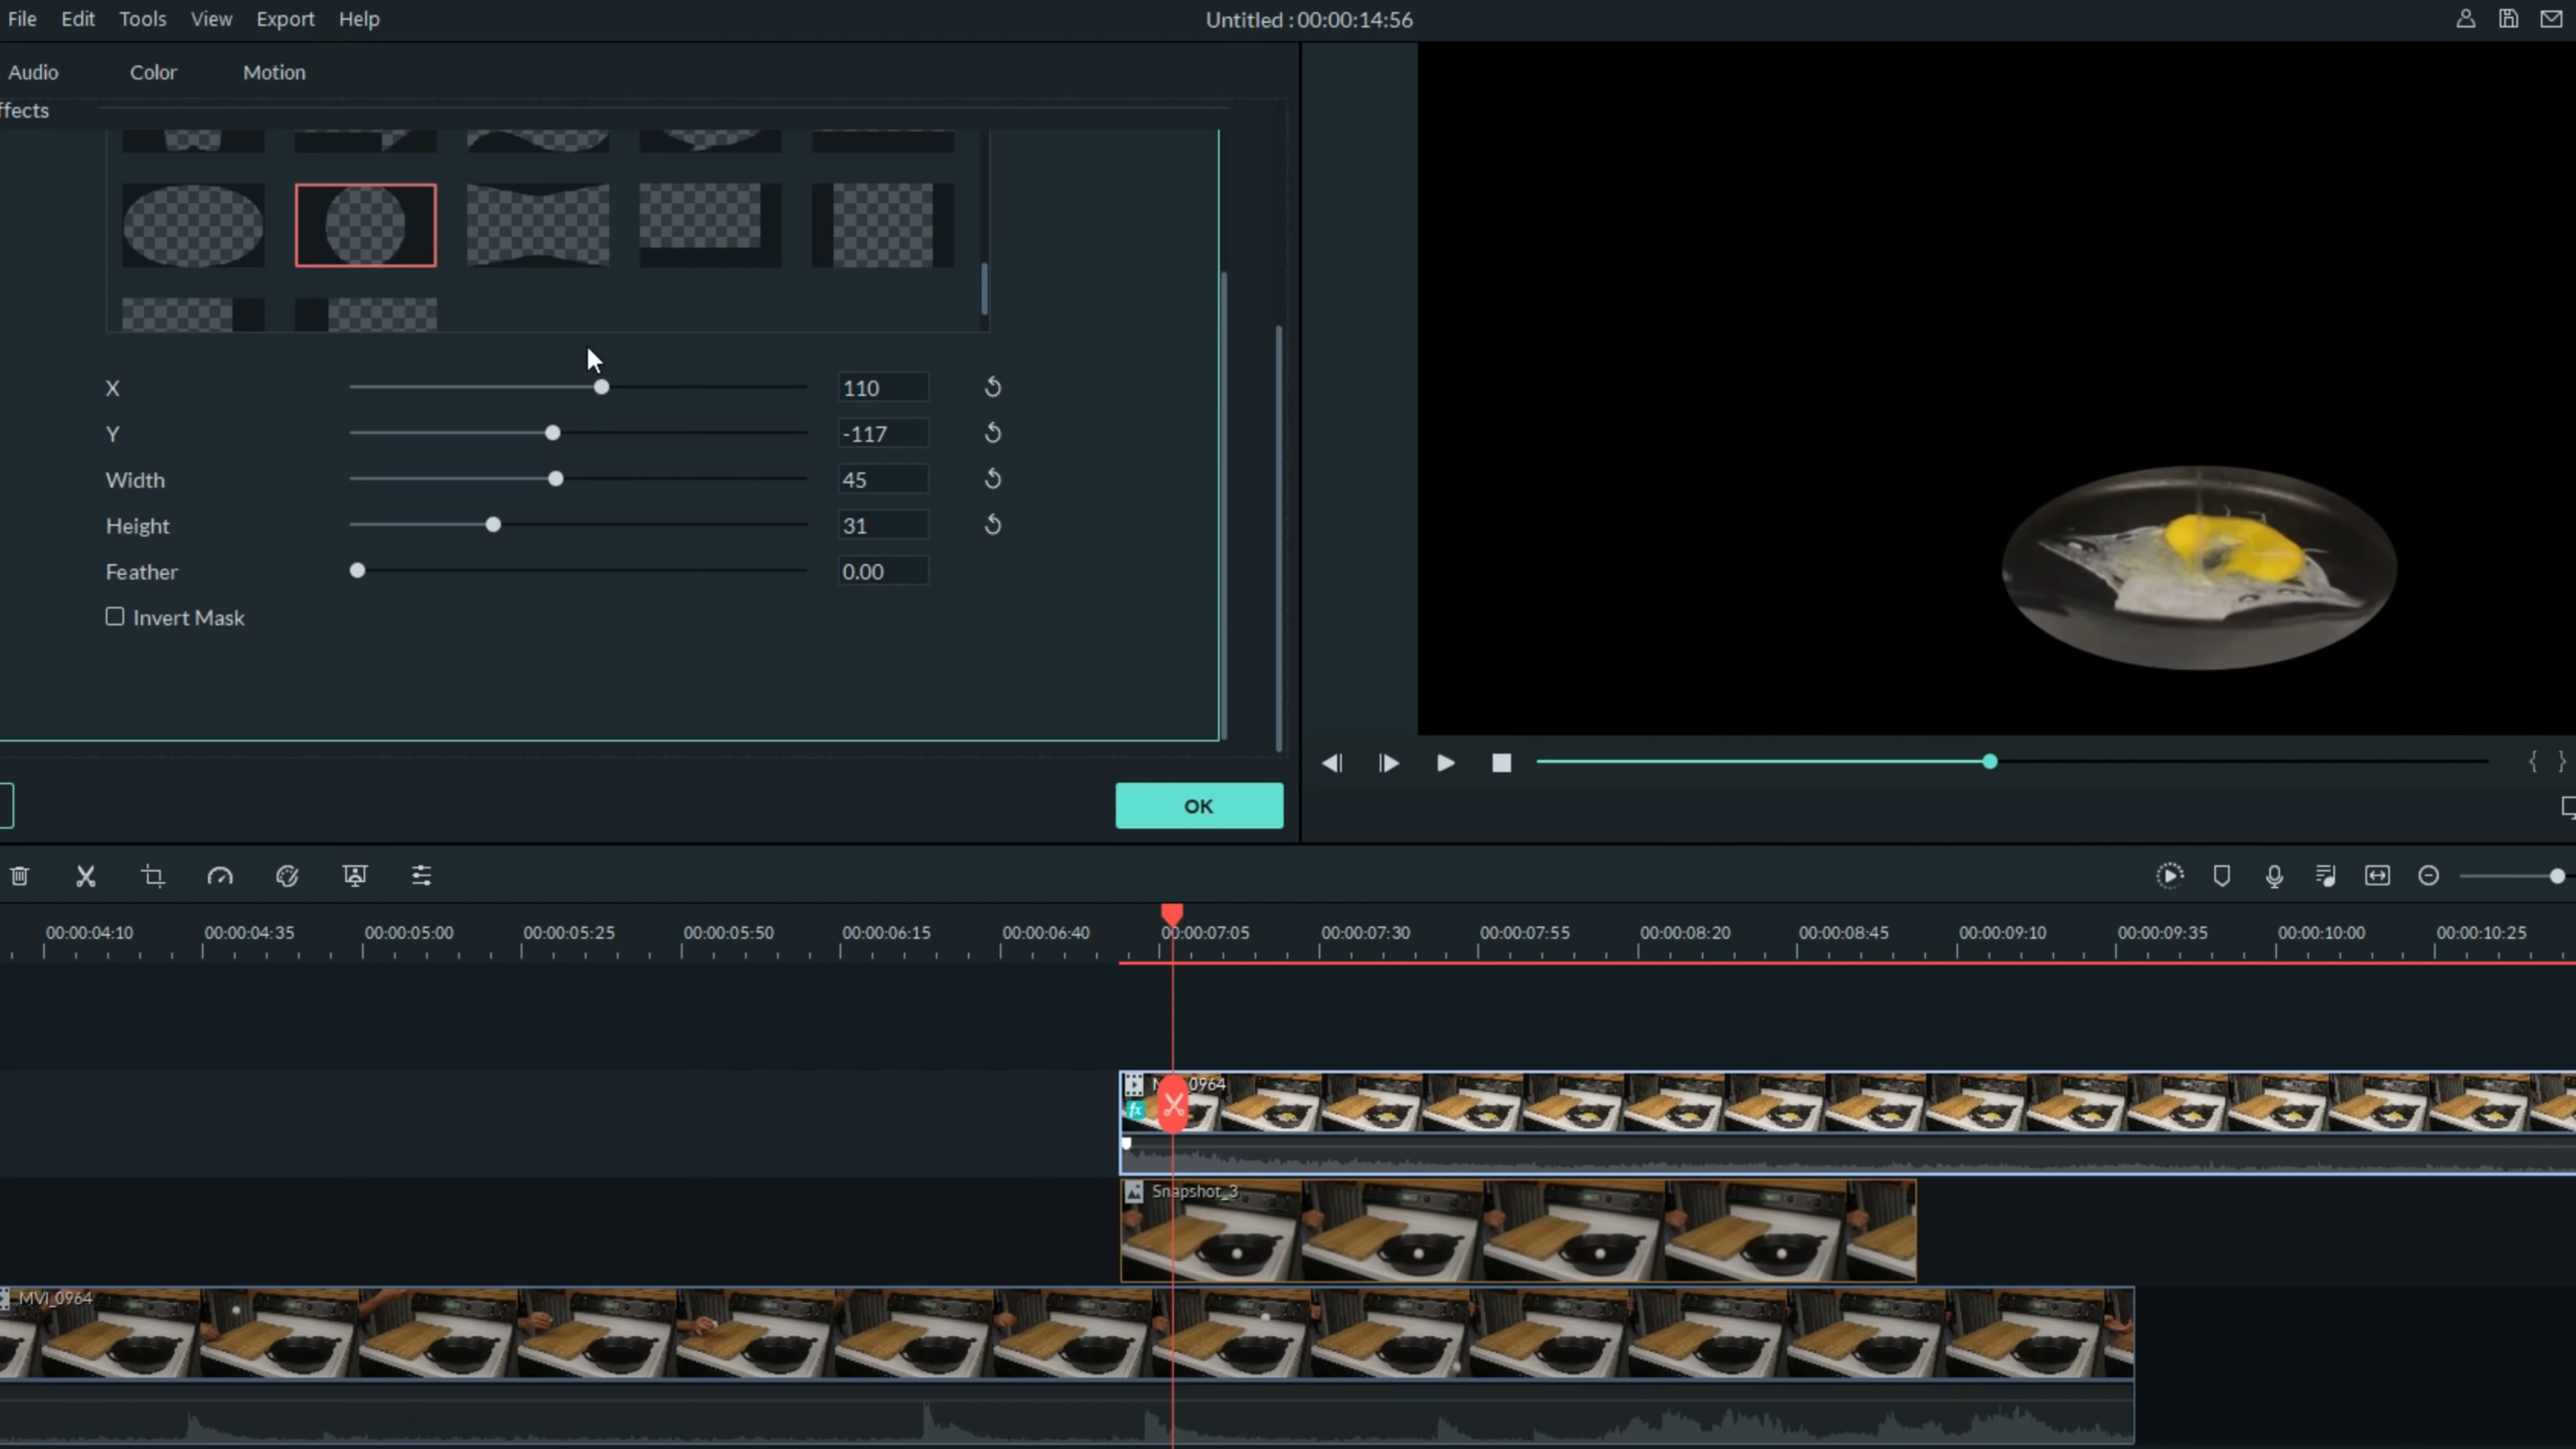 File Edit Tools View Export Help
Untitled : 00:00:14:56
Audio Color Motion
ffects
X 110
Y -117
Width 45
Height 31
Feather 0.00
Invert Mask
OK
00:00:04:10 00:00:04:35 00:00:05:00 00:00:05:25 00:00:05:50 00:00:06:15 00:00:06:40 00:00:07:05 00:00:07:30 00:00:07:55 00:00:08:20 00:00:08:45 00:00:09:10 00:00:09:35 00:00:10:00 00:00:10:25
0964
fx
Snapshot_3
MVI_0964